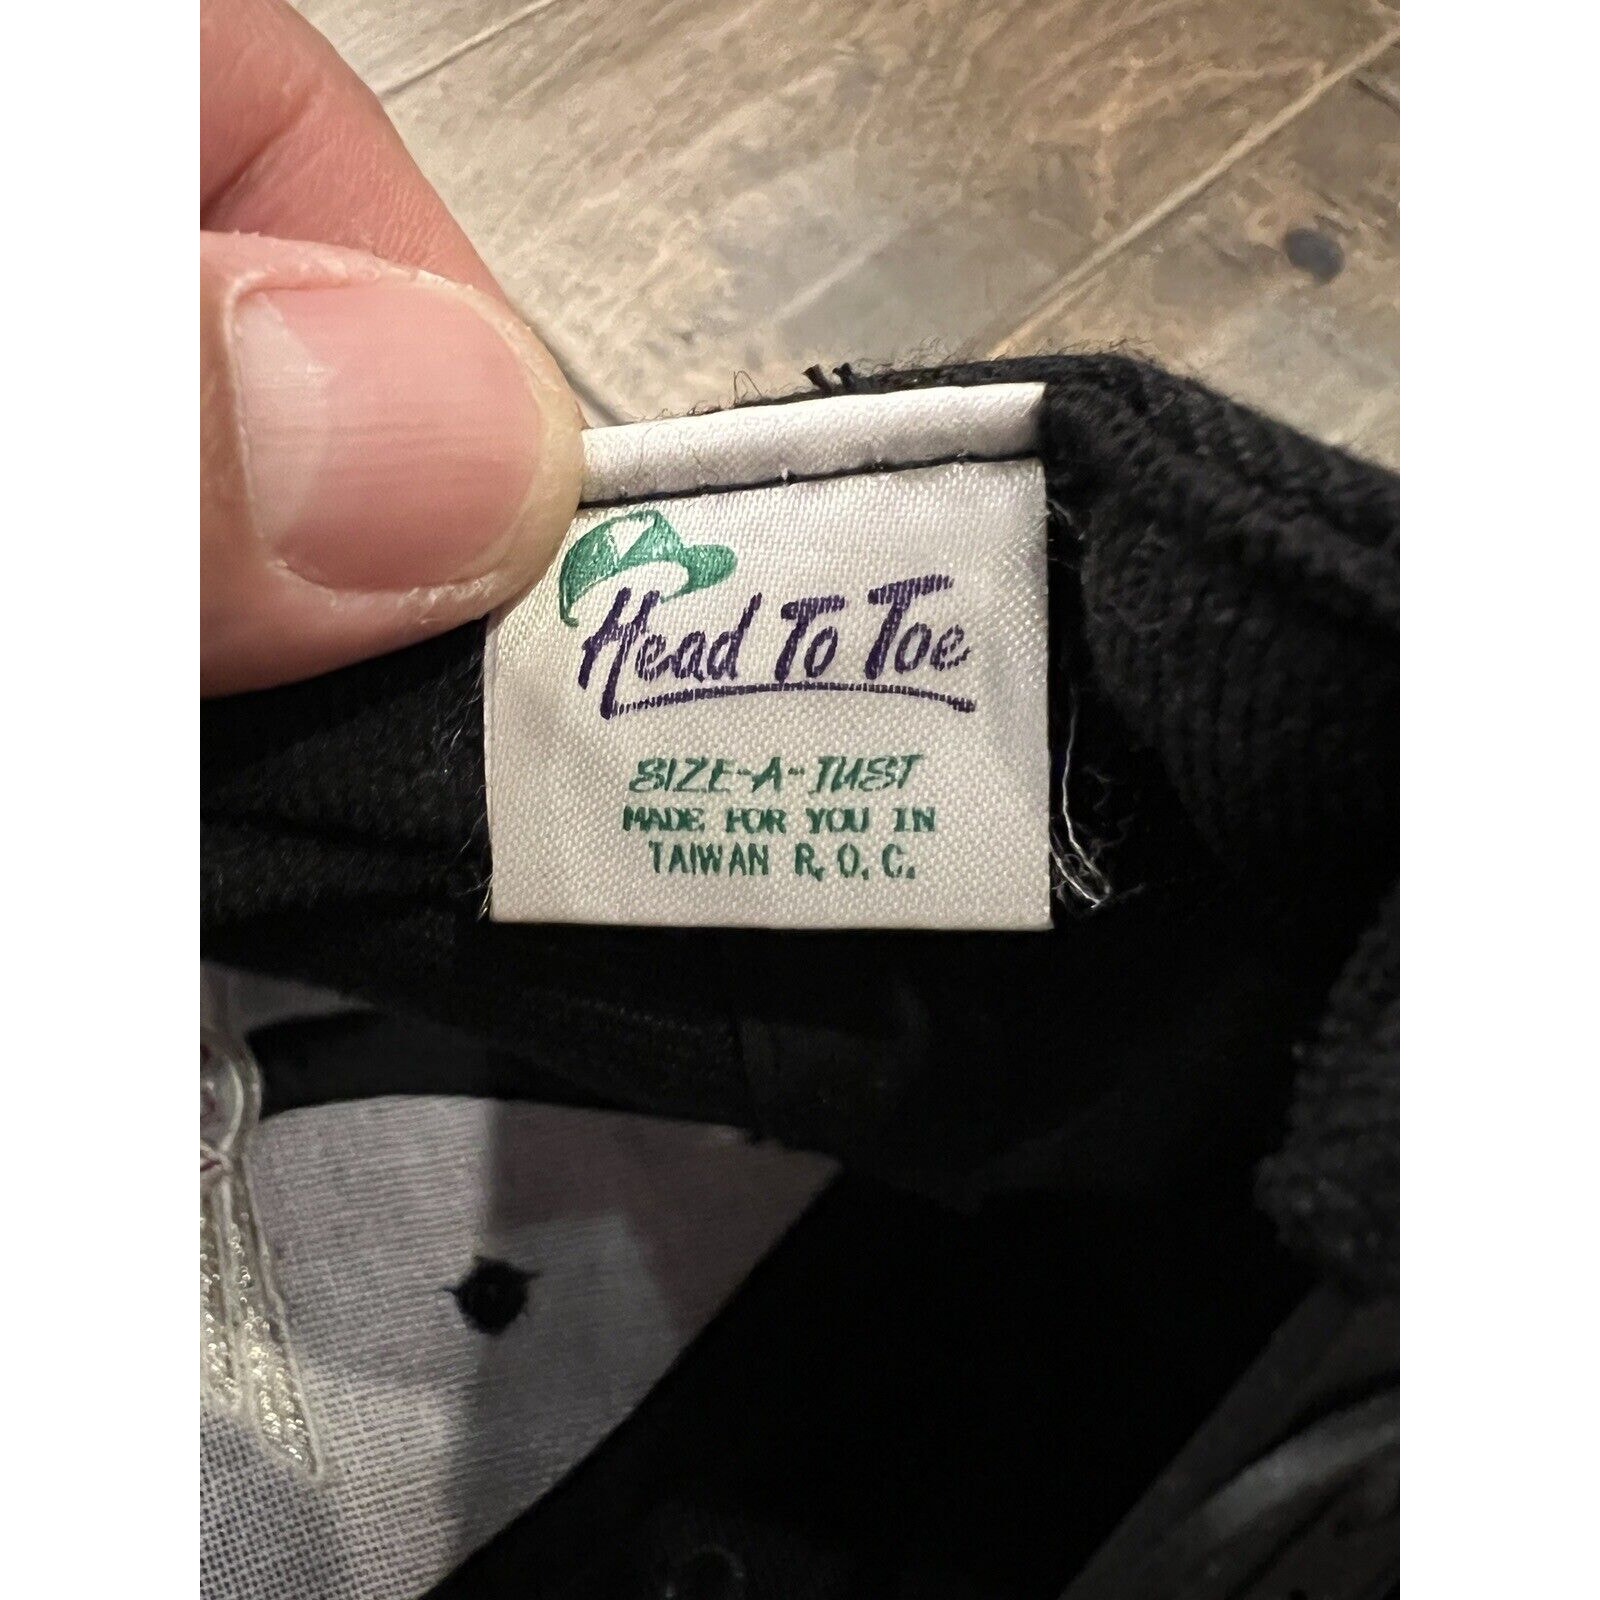 Head To Toe
SIZE-A-JUST
MADE FOR YOU IN
TAIWAN R.O.C.